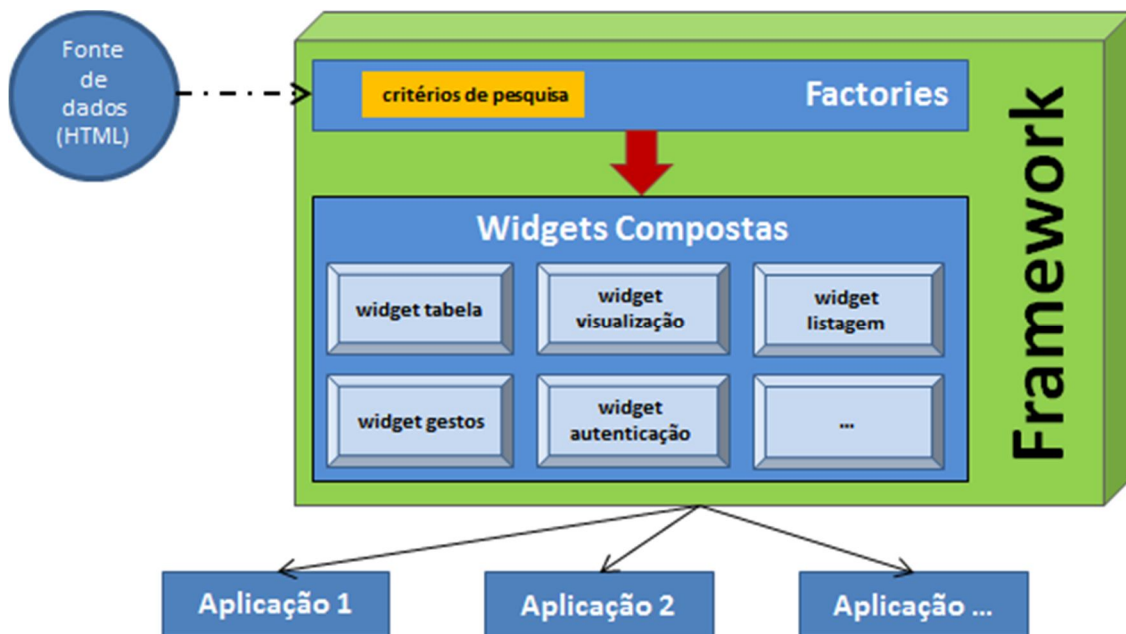 Fonte
de
dados
(HTML)
critérios de pesquisa
Factories
Framework
Widgets Compostas
widget tabela
widget
visualização
widget
listagem
widget gestos
widget
autenticação
...
Aplicação 1
Aplicação 2
Aplicação ...